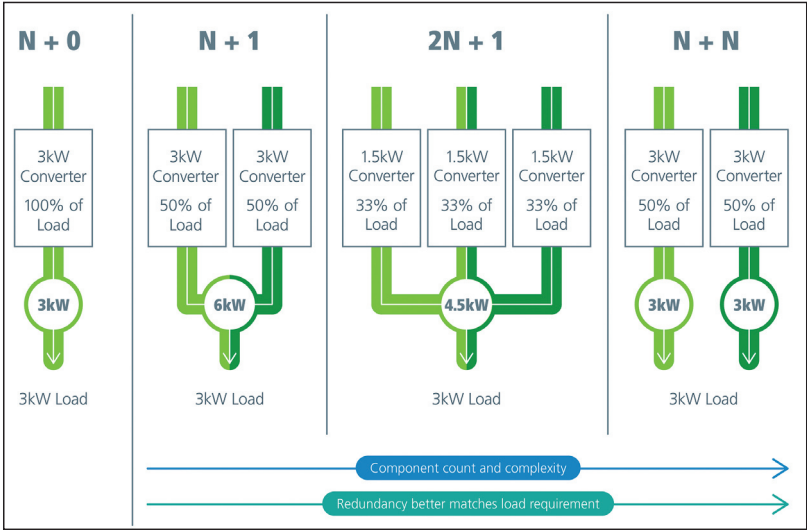 N + 0
3kW
Converter
100% of
Load
3kW
3kW Load
N + 1
3kW
Converter
50% of
Load
3kW
Converter
50% of
Load
6kW
3kW Load
2N + 1
1.5kW
Converter
33% of
Load
1.5kW
Converter
33% of
Load
1.5kW
Converter
33% of
Load
4.5kW
3kW Load
N + N
3kW
Converter
50% of
Load
3kW
Converter
50% of
Load
3kW
3kW
3kW Load
Component count and complexity
Redundancy better matches load requirement